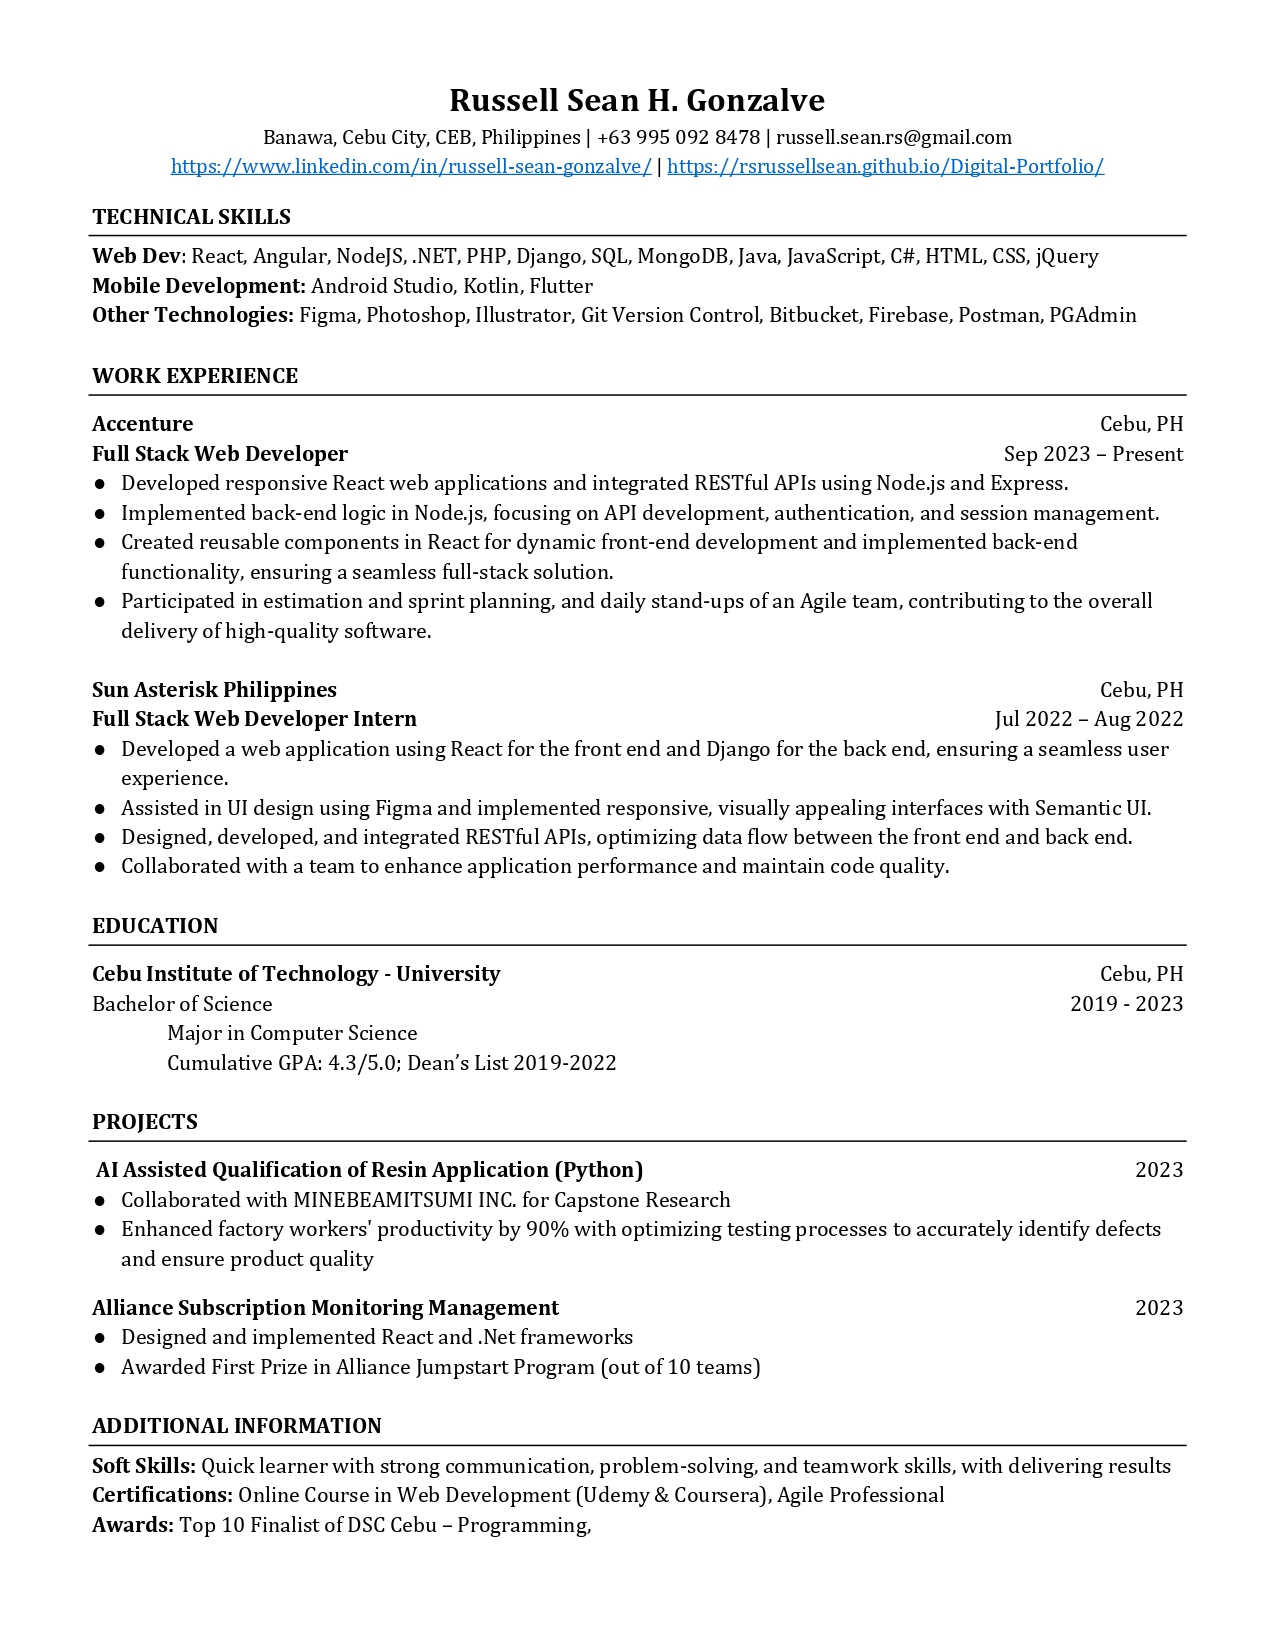 Russell Sean H. Gonzalve
Banawa, Cebu City, CEB, Philippines | +63 995 092 8478 | russell.sean.rs@gmail.com
https://www.linkedin.com/in/russell-sean-gonzalve/ | https://rsrussellsean.github.io/Digital-Portfolio/
TECHNICAL SKILLS
Web Dev: React, Angular, NodeJS, .NET, PHP, Django, SQL, MongoDB, Java, JavaScript, C#, HTML, CSS, jQuery
Mobile Development: Android Studio, Kotlin, Flutter
Other Technologies: Figma, Photoshop, Illustrator, Git Version Control, Bitbucket, Firebase, Postman, PGAdmin
WORK EXPERIENCE
Accenture Cebu, PH
Full Stack Web Developer Sep 2023 – Present
● Developed responsive React web applications and integrated RESTful APIs using Node.js and Express.
● Implemented back-end logic in Node.js, focusing on API development, authentication, and session management.
● Created reusable components in React for dynamic front-end development and implemented back-end
functionality, ensuring a seamless full-stack solution.
● Participated in estimation and sprint planning, and daily stand-ups of an Agile team, contributing to the overall
delivery of high-quality software.
Sun Asterisk Philippines Cebu, PH
Full Stack Web Developer Intern Jul 2022 – Aug 2022
● Developed a web application using React for the front end and Django for the back end, ensuring a seamless user
experience.
● Assisted in UI design using Figma and implemented responsive, visually appealing interfaces with Semantic UI.
● Designed, developed, and integrated RESTful APIs, optimizing data flow between the front end and back end.
● Collaborated with a team to enhance application performance and maintain code quality.
EDUCATION
Cebu Institute of Technology - University Cebu, PH
Bachelor of Science 2019 - 2023
Major in Computer Science
Cumulative GPA: 4.3/5.0; Dean’s List 2019-2022
PROJECTS
AI Assisted Qualification of Resin Application (Python) 2023
● Collaborated with MINEBEAMITSUMI INC. for Capstone Research
● Enhanced factory workers' productivity by 90% with optimizing testing processes to accurately identify defects
and ensure product quality
Alliance Subscription Monitoring Management 2023
● Designed and implemented React and .Net frameworks
● Awarded First Prize in Alliance Jumpstart Program (out of 10 teams)
ADDITIONAL INFORMATION
Soft Skills: Quick learner with strong communication, problem-solving, and teamwork skills, with delivering results
Certifications: Online Course in Web Development (Udemy & Coursera), Agile Professional
Awards: Top 10 Finalist of DSC Cebu – Programming,